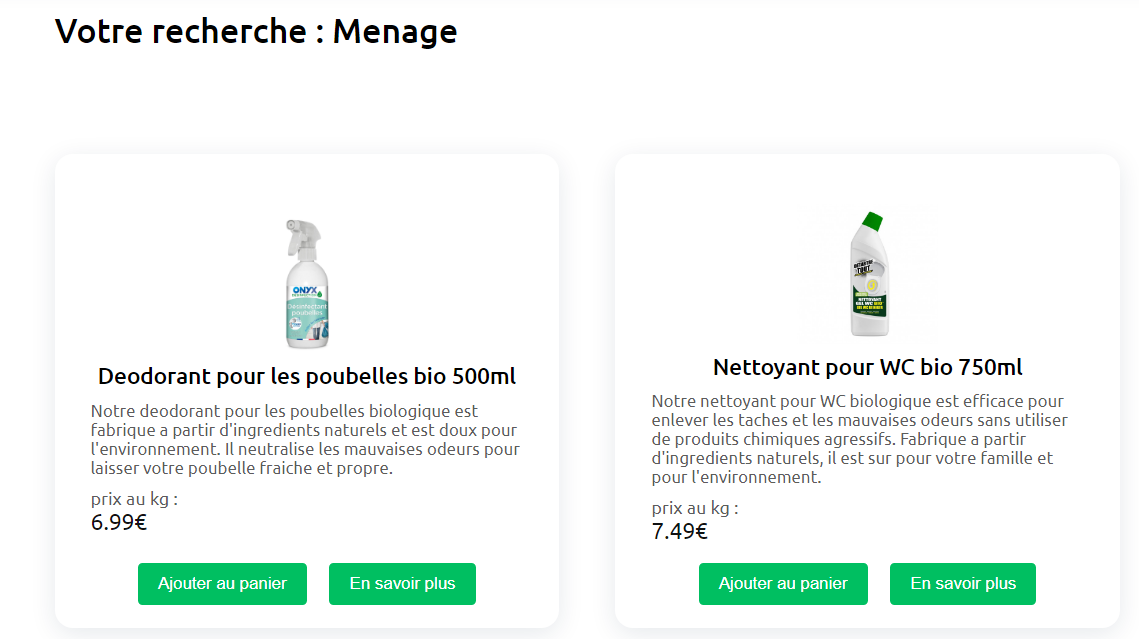 Votre recherche : Menage
ONYX
Désinfectant
poubelles
Deodorant pour les poubelles bio 500ml
Notre deodorant pour les poubelles biologique est
fabrique a partir d'ingredients naturels et est doux pour
l'environnement. Il neutralise les mauvaises odeurs pour
laisser votre poubelle fraiche et propre.
prix au kg :
6.99€
Ajouter au panier
En savoir plus
NETTOYANT
GEL WC BIO
Nettoyant pour WC bio 750ml
Notre nettoyant pour WC biologique est efficace pour
enlever les taches et les mauvaises odeurs sans utiliser
de produits chimiques agressifs. Fabrique a partir
d'ingredients naturels, il est sur pour votre famille et
pour l'environnement.
prix au kg :
7.49€
Ajouter au panier
En savoir plus